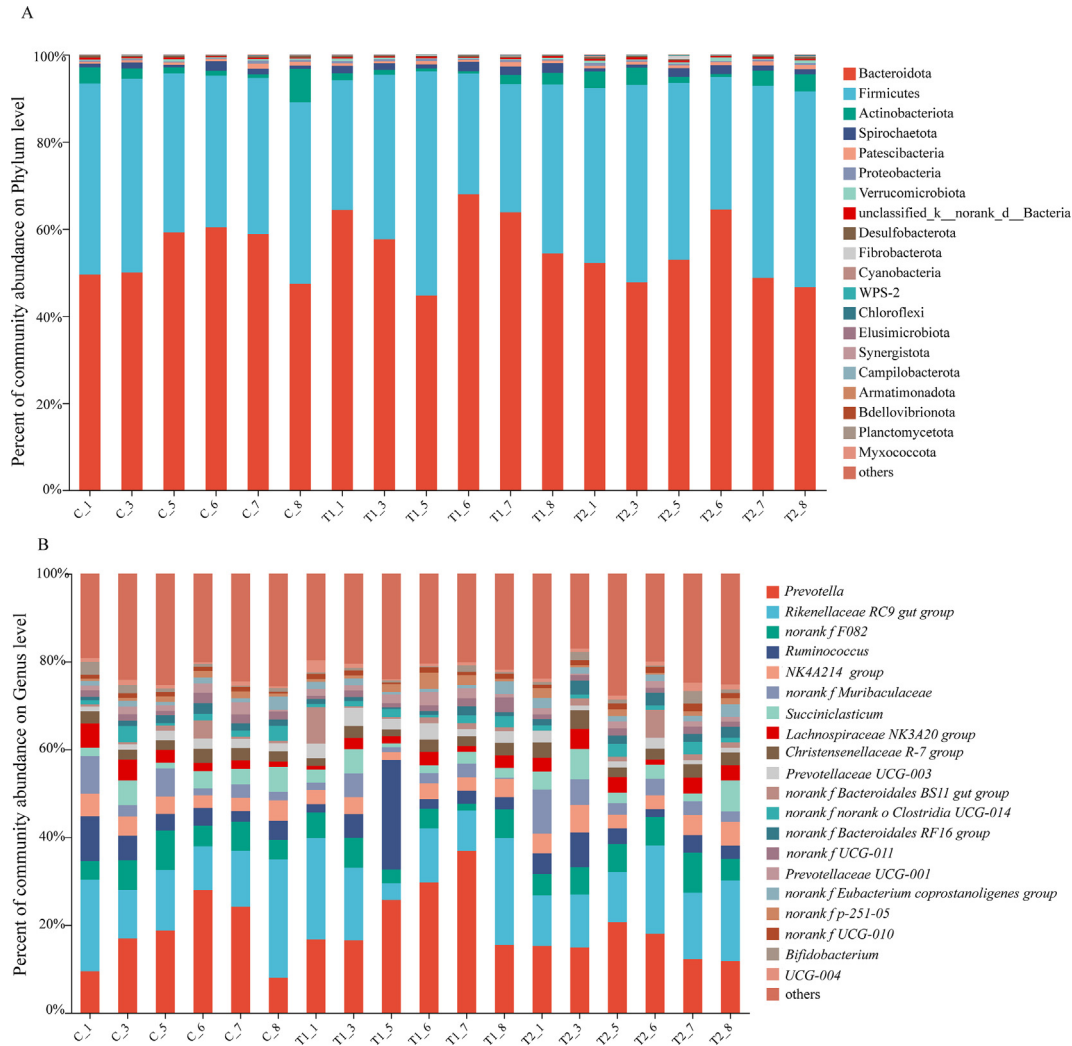 A
Percent of community abundance on Phylum level
100%
80%
60%
40%
20%
0%
C_1
C_3
C_5
C_6
C_7
C_8
T1_1
T1_3
T1_5
T1_6
T1_7
T1_8
T2_1
T2_3
T2_5
T2_6
T2_7
T2_8
Bacteroidota
Firmicutes
Actinobacteriota
Spirochaetota
Patescibacteria
Proteobacteria
Verrucomicrobiota
unclassified_k__norank_d__Bacteria
Desulfobacterota
Fibrobacterota
Cyanobacteria
WPS-2
Chloroflexi
Elusimicrobiota
Synergistota
Campilobacterota
Armatimonadota
Bdellovibrionota
Planctomycetota
Myxococcota
others
B
Percent of community abundance on Genus level
100%
80%
60%
40%
20%
0%
C_1
C_3
C_5
C_6
C_7
C_8
T1_1
T1_3
T1_5
T1_6
T1_7
T1_8
T2_1
T2_3
T2_5
T2_6
T2_7
T2_8
Prevotella
Rikenellaceae RC9 gut group
norank f F082
Ruminococcus
NK4A214 group
norank f Muribaculaceae
Succiniclasticum
Lachnospiraceae NK3A20 group
Christensenellaceae R-7 group
Prevotellaceae UCG-003
norank f Bacteroidales BS11 gut group
norank f norank o Clostridia UCG-014
norank f Bacteroidales RF16 group
norank f UCG-011
Prevotellaceae UCG-001
norank f Eubacterium coprostanoligenes group
norank f p-251-05
norank f UCG-010
Bifidobacterium
UCG-004
others